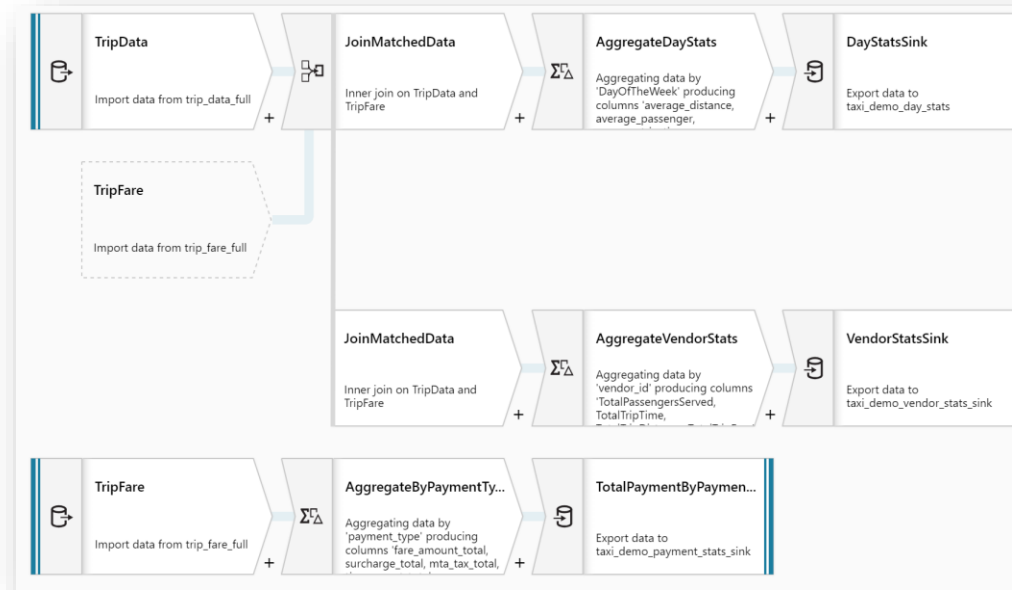 TripData
Import data from trip_data_full
JoinMatchedData
Inner join on TripData and
TripFare
AggregateDayStats
Aggregating data by
'DayOfTheWeek' producing
columns 'average_distance,
average_passenger,
DayStatsSink
Export data to
taxi_demo_day_stats
TripFare
Import data from trip_fare_full
JoinMatchedData
Inner join on TripData and
TripFare
AggregateVendorStats
Aggregating data by
'vendor_id' producing columns
'TotalPassengersServed,
TotalTripTime,
VendorStatsSink
Export data to
taxi_demo_vendor_stats_sink
TripFare
Import data from trip_fare_full
AggregateByPaymentTy...
Aggregating data by
'payment_type' producing
columns 'fare_amount_total,
surcharge_total, mta_tax_total,
TotalPaymentByPaymen...
Export data to
taxi_demo_payment_stats_sink